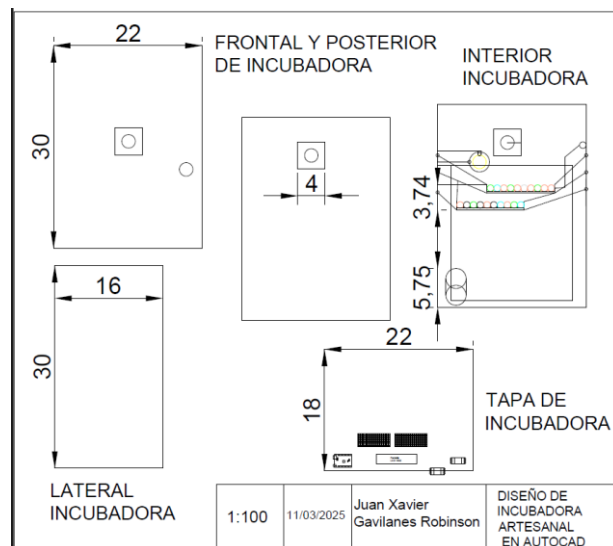 22
FRONTAL Y POSTERIOR
DE INCUBADORA
INTERIOR
INCUBADORA
30
4
3,74
5,75
16
30
22
18
TAPA DE
INCUBADORA
LATERAL
INCUBADORA
1:100
11/03/2025
Juan Xavier
Gavilanes Robinson
DISEÑO DE
INCUBADORA
ARTESANAL
EN AUTOCAD